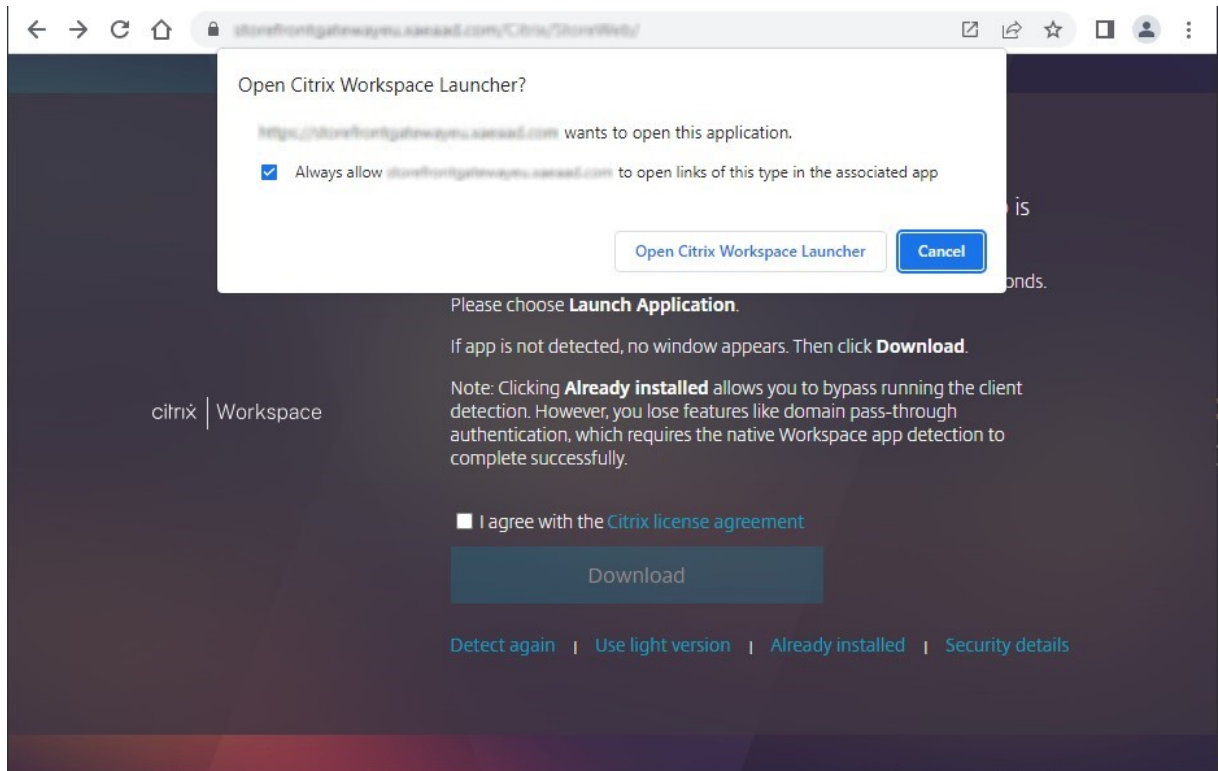 Open Citrix Workspace Launcher?
wants to open this application.
Always allow to open links of this type in the associated app
Open Citrix Workspace Launcher
Cancel
is
onds.
Please choose Launch Application.
If app is not detected, no window appears. Then click Download.
Note: Clicking Already installed allows you to bypass running the client
detection. However, you lose features like domain pass-through
authentication, which requires the native Workspace app detection to
complete successfully.
citrix | Workspace
I agree with the Citrix license agreement
Download
Detect again | Use light version | Already installed | Security details